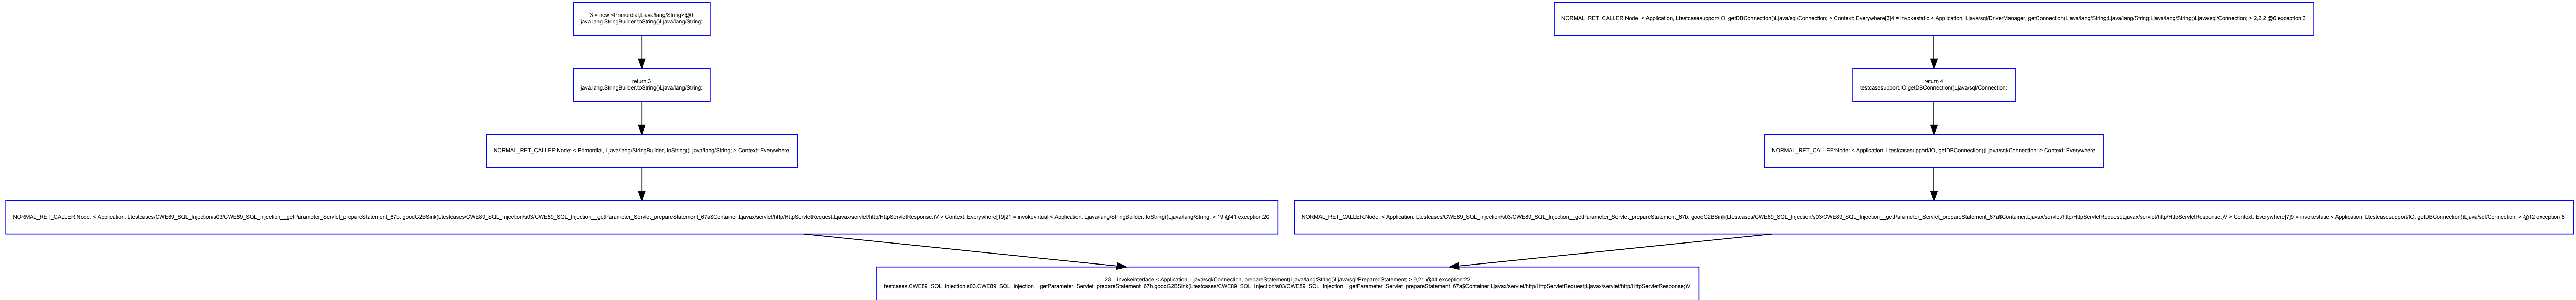 3 = new <Primordial,Ljava/lang/String>@0
java.lang.StringBuilder.toString()Ljava/lang/String;
NORMAL_RET_CALLER:Node: < Application, Ltestcasesupport/IO, getDBConnection()Ljava/sql/Connection; > Context: Everywhere[3]4 = invokestatic < Application, Ljava/sql/DriverManager, getConnection(Ljava/lang/String;Ljava/lang/String;Ljava/lang/String;)Ljava/sql/Connection; > 2,2,2 @6 exception:3
return 3
java.lang.StringBuilder.toString()Ljava/lang/String;
return 4
testcasesupport.IO.getDBConnection()Ljava/sql/Connection;
NORMAL_RET_CALLEE:Node: < Primordial, Ljava/lang/StringBuilder, toString()Ljava/lang/String; > Context: Everywhere
NORMAL_RET_CALLEE:Node: < Application, Ltestcasesupport/IO, getDBConnection()Ljava/sql/Connection; > Context: Everywhere
NORMAL_RET_CALLER:Node: < Application, Ltestcases/CWE89_SQL_Injection/s03/CWE89_SQL_Injection__getParameter_Servlet_prepareStatement_67b, goodG2BSink(Ltestcases/CWE89_SQL_Injection/s03/CWE89_SQL_Injection__getParameter_Servlet_prepareStatement_67a$Container;Ljavax/servlet/http/HttpServletRequest;Ljavax/servlet/http/HttpServletResponse;)V > Context: Everywhere[19]21 = invokevirtual < Application, Ljava/lang/StringBuilder, toString()Ljava/lang/String; > 19 @41 exception:20
NORMAL_RET_CALLER:Node: < Application, Ltestcases/CWE89_SQL_Injection/s03/CWE89_SQL_Injection__getParameter_Servlet_prepareStatement_67b, goodG2BSink(Ltestcases/CWE89_SQL_Injection/s03/CWE89_SQL_Injection__getParameter_Servlet_prepareStatement_67a$Container;Ljavax/servlet/http/HttpServletRequest;Ljavax/servlet/http/HttpServletResponse;)V > Context: Everywhere[7]9 = invokestatic < Application, Ltestcasesupport/IO, getDBConnection()Ljava/sql/Connection; > @12 exception:8
23 = invokeinterface < Application, Ljava/sql/Connection, prepareStatement(Ljava/lang/String;)Ljava/sql/PreparedStatement; > 9,21 @44 exception:22
testcases.CWE89_SQL_Injection.s03.CWE89_SQL_Injection__getParameter_Servlet_prepareStatement_67b.goodG2BSink(Ltestcases/CWE89_SQL_Injection/s03/CWE89_SQL_Injection__getParameter_Servlet_prepareStatement_67a$Container;Ljavax/servlet/http/HttpServletRequest;Ljavax/servlet/http/HttpServletResponse;)V